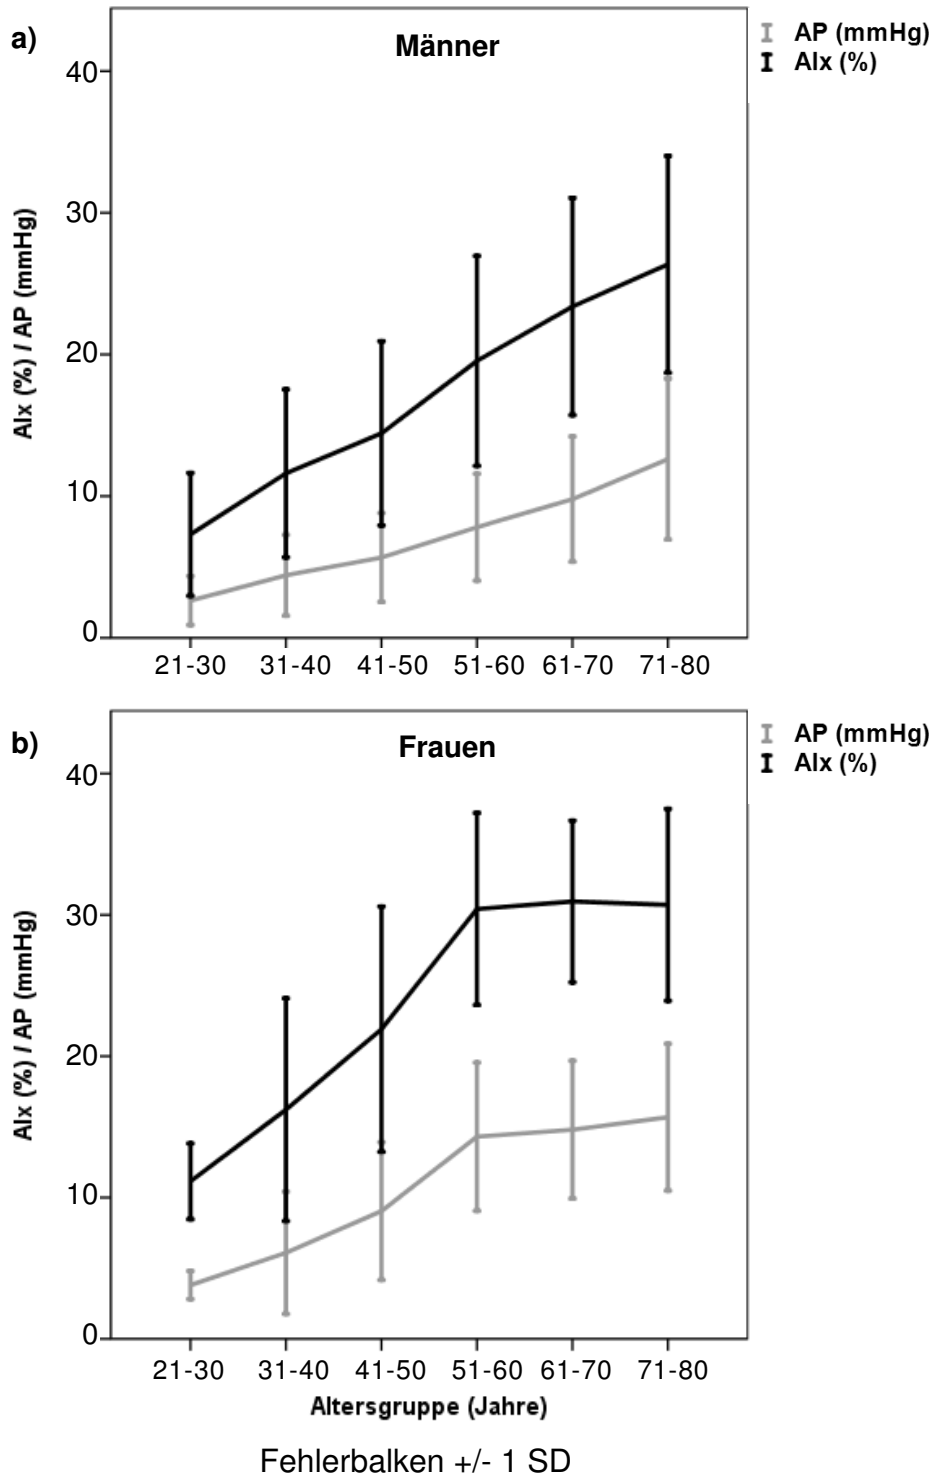 a)
Männer
AP (mmHg)
AIx (%)
40
30
20
10
0
AIx (%) / AP (mmHg)
21-30 31-40 41-50 51-60 61-70 71-80
b)
Frauen
AP (mmHg)
AIx (%)
40
30
20
10
0
AIx (%) / AP (mmHg)
21-30 31-40 41-50 51-60 61-70 71-80
Altersgruppe (Jahre)
Fehlerbalken +/- 1 SD